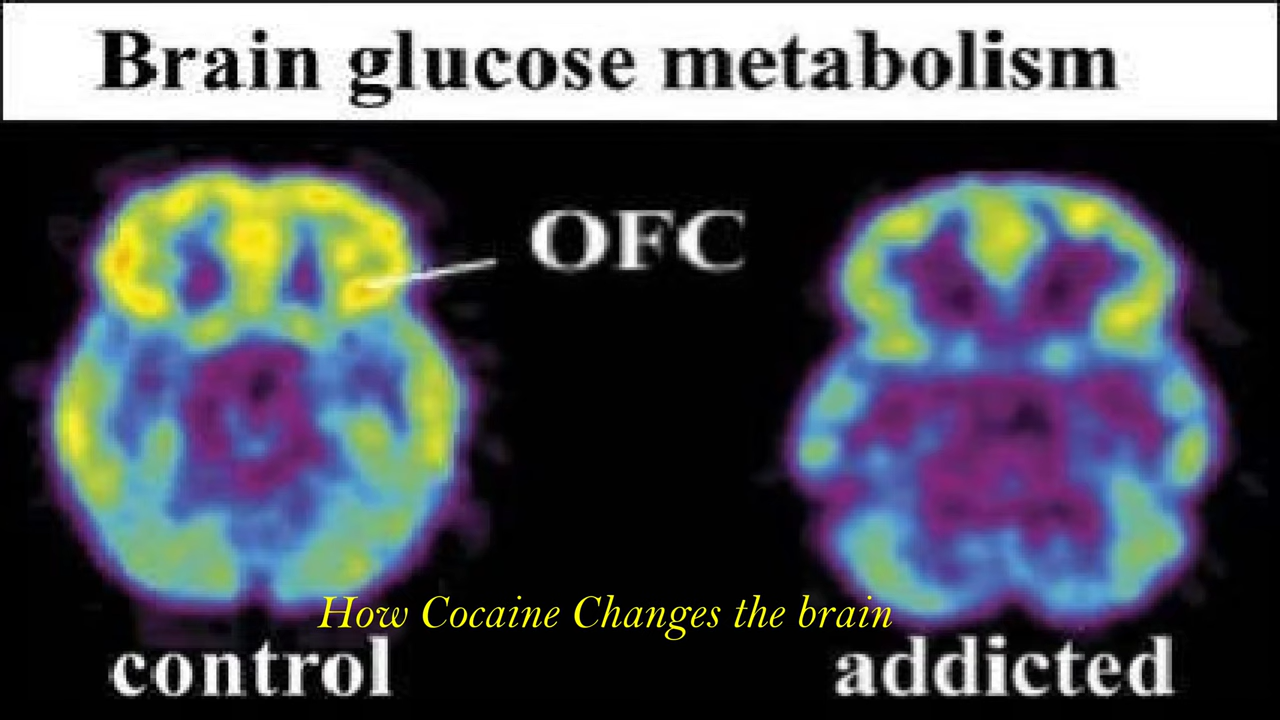 Brain glucose metabolism
OFC
How Cocaine Changes the brain
control
addicted